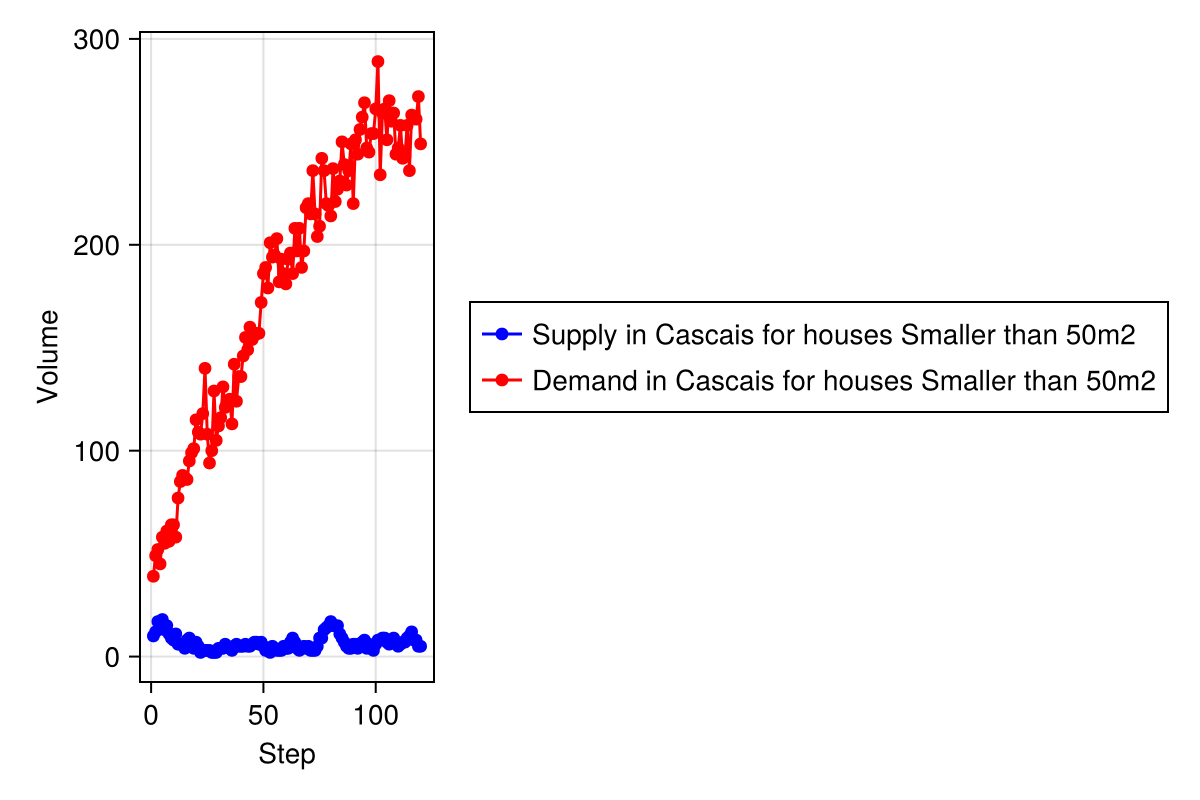 300
200
100
0
Volume
0 50 100
Step
Supply in Cascais for houses Smaller than 50m2
Demand in Cascais for houses Smaller than 50m2